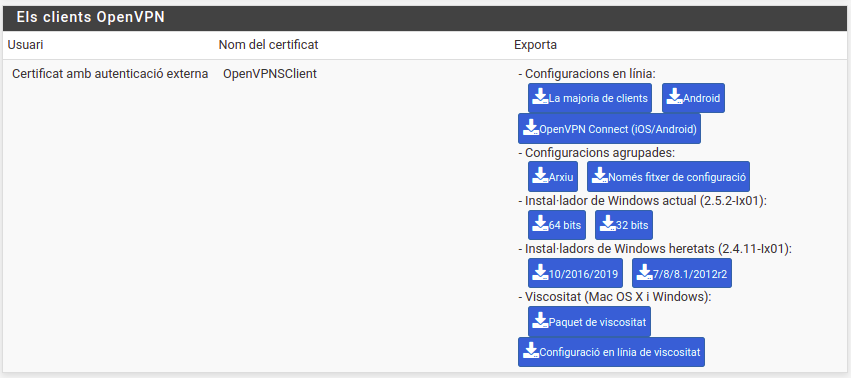 Els clients OpenVPN
Usuari Nom del certificat Exporta
Certificat amb autenticació externa OpenVPNSClient - Configuracions en línia:
La majoria de clients Android
OpenVPN Connect (iOS/Android)
- Configuracions agrupades:
Arxiu Només fitxer de configuració
- Instal·lador de Windows actual (2.5.2-Ix01):
64 bits 32 bits
- Instal·ladors de Windows heretats (2.4.11-Ix01):
10/2016/2019 7/8/8.1/2012r2
- Viscositat (Mac OS X i Windows):
Paquet de viscositat
Configuració en línia de viscositat